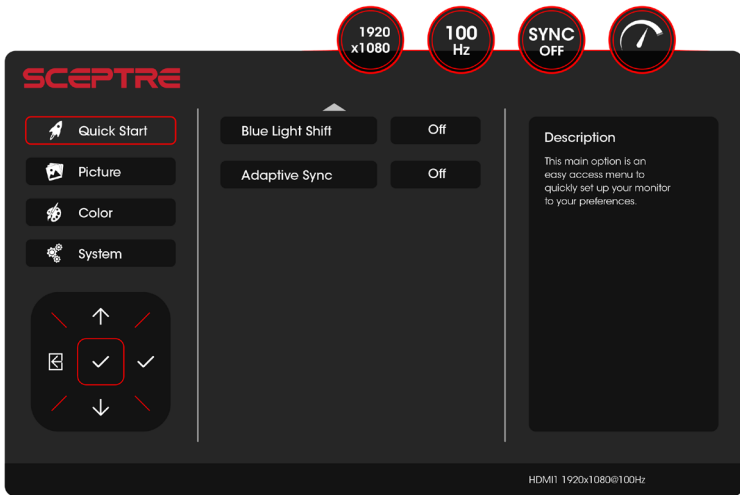 1920
x1080
100
Hz
SYNC
OFF
SCEPTRE
Quick Start
Picture
Color
System
Blue Light Shift
Off
Adaptive Sync
Off
Description
This main option is an
easy access menu to
quickly set up your monitor
to your preferences.
HDMI1 1920x1080@100Hz